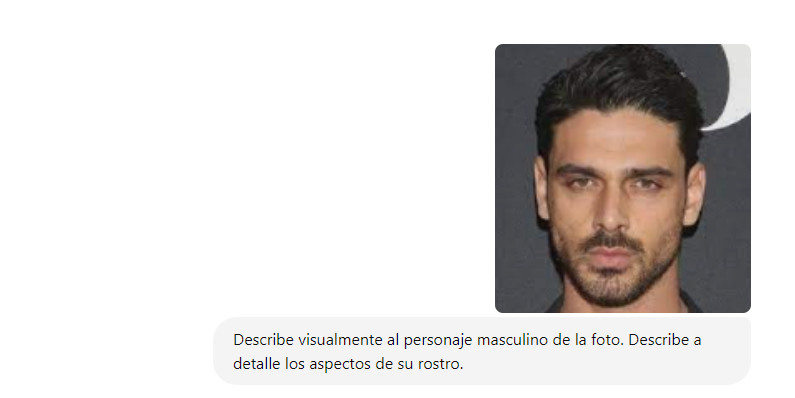 Describe visualmente al personaje masculino de la foto. Describe a
detalle los aspectos de su rostro.